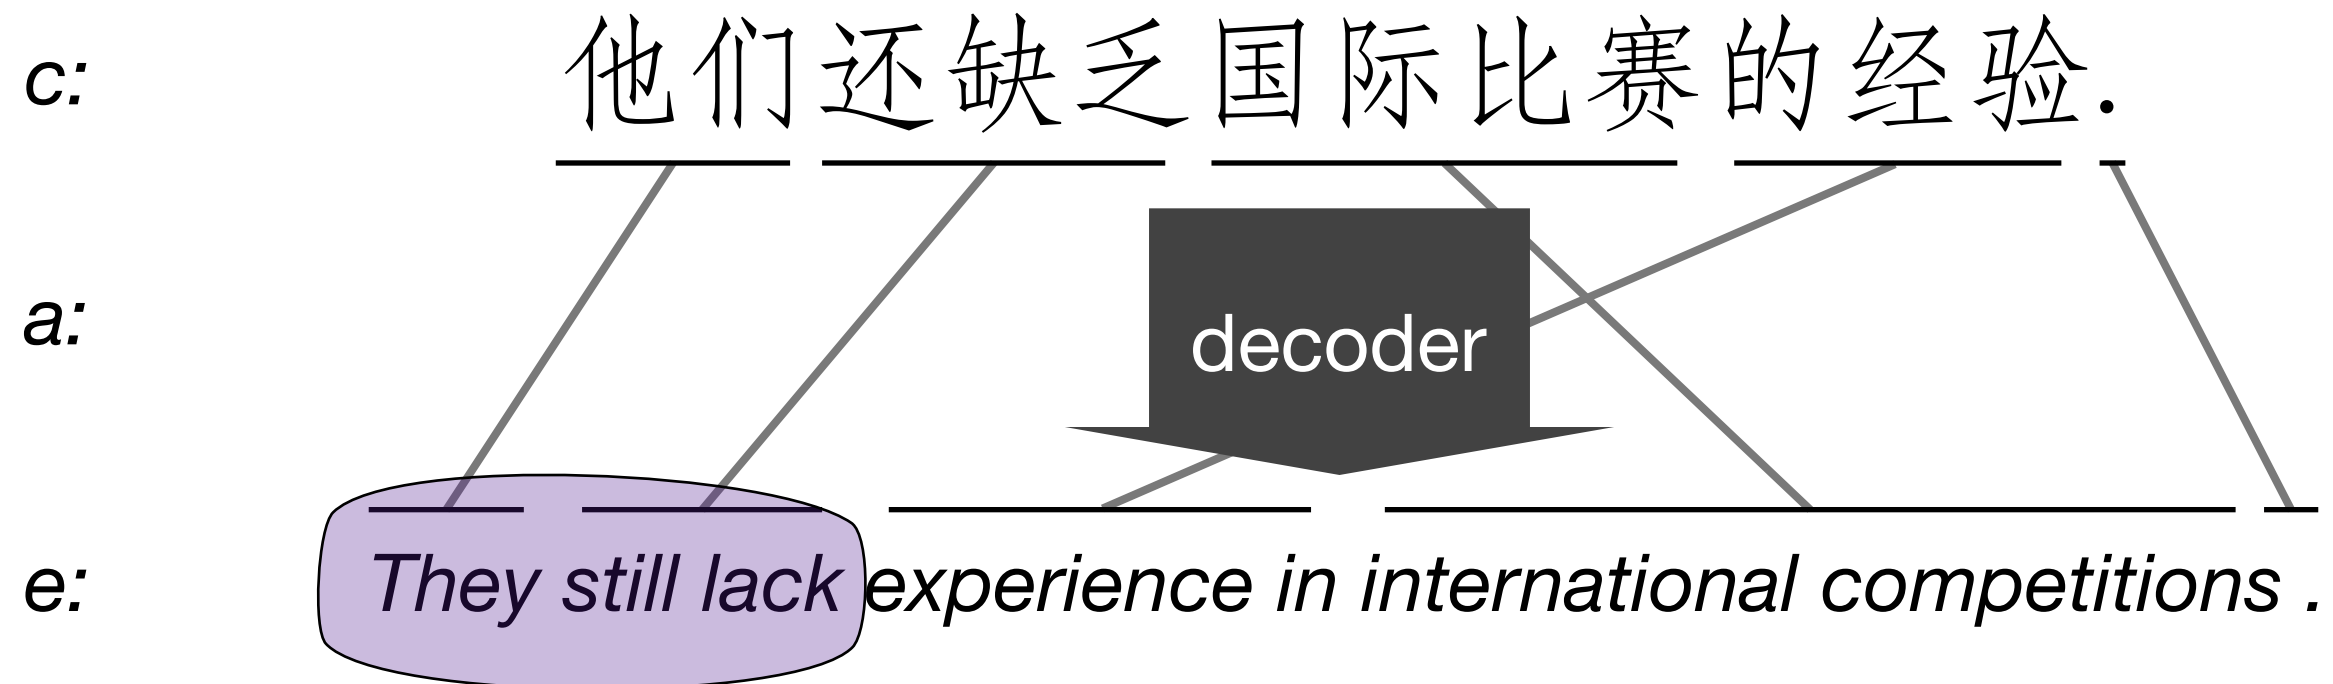 c: 他们还缺乏国际比赛的经验.
a:
decoder
e: They still lack experience in international competitions .